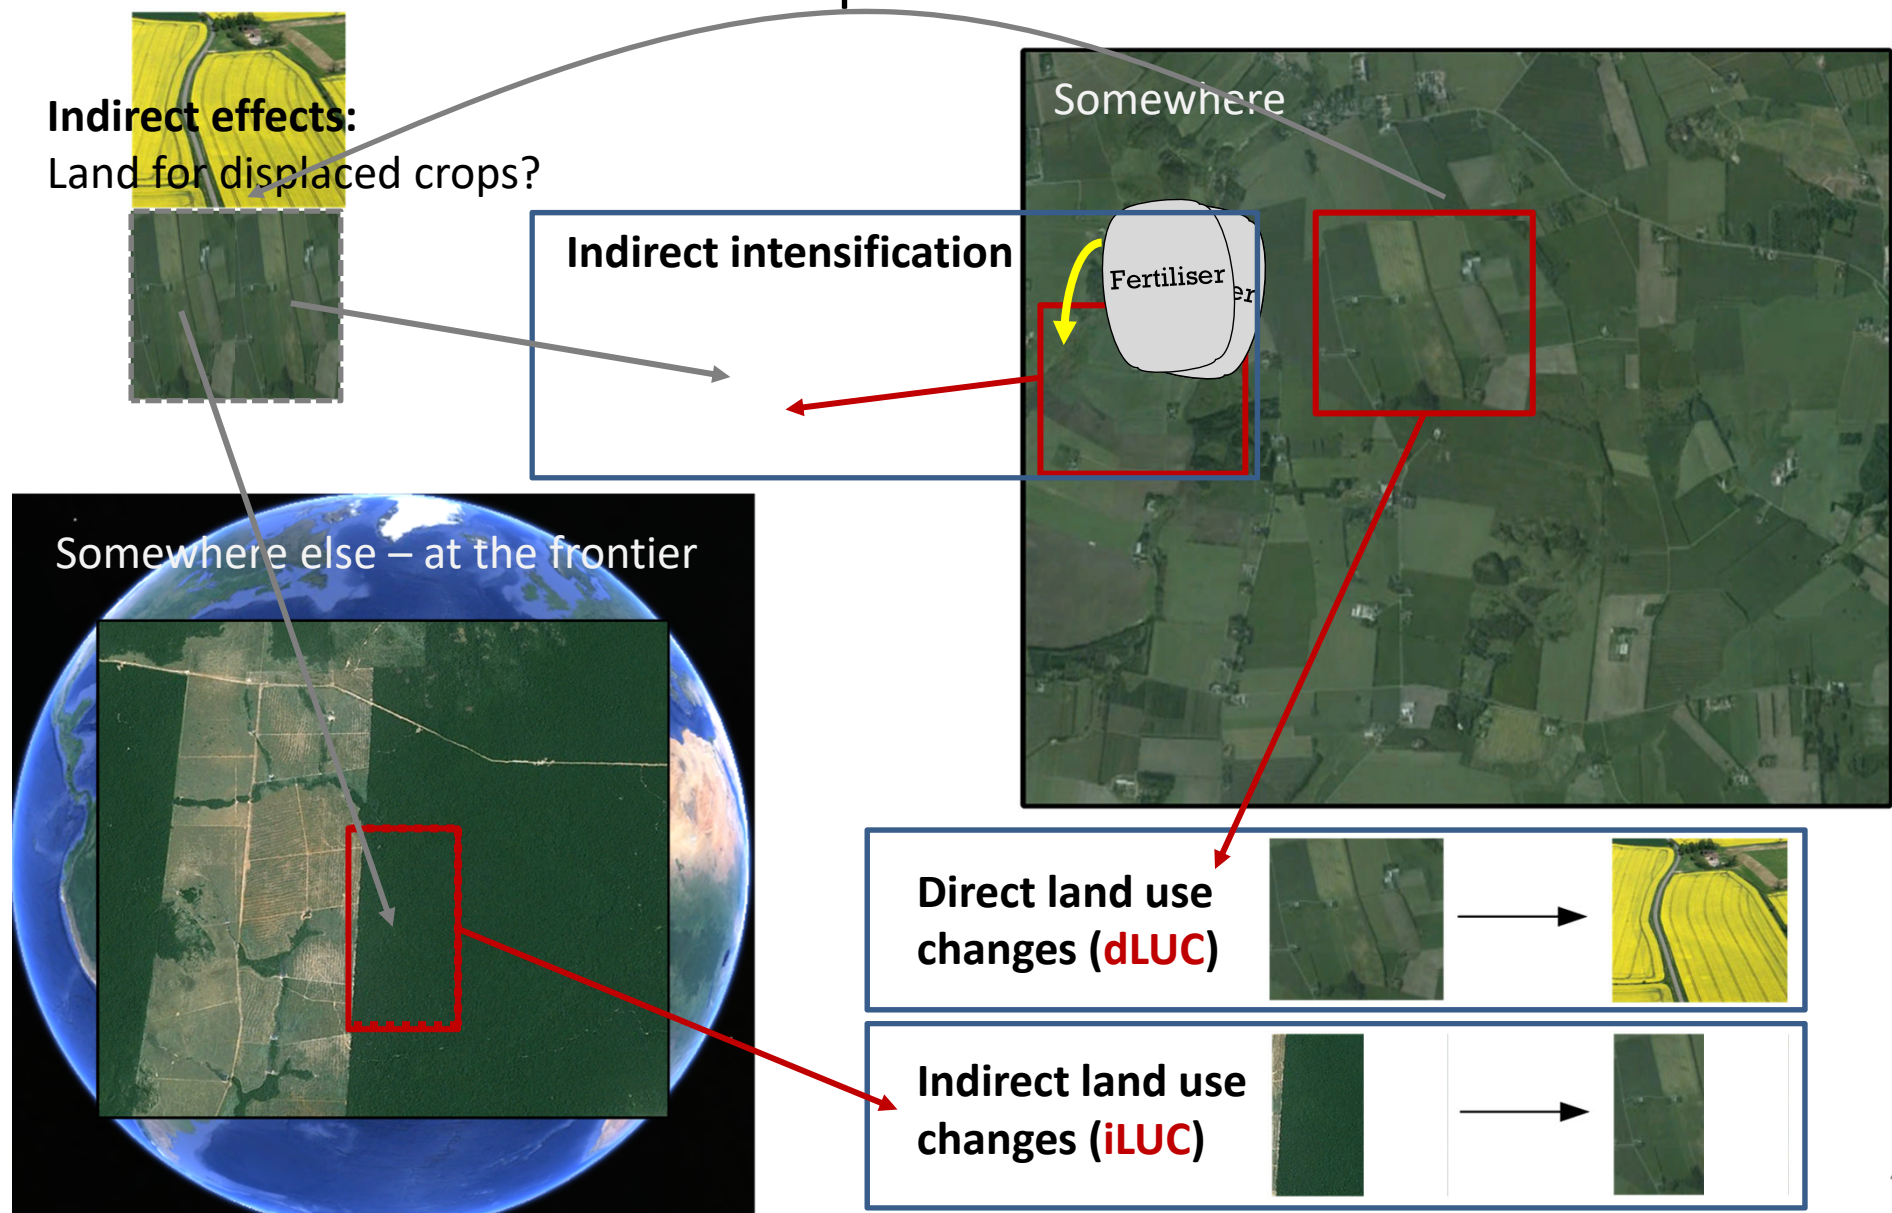 Indirect effects:
Land for displaced crops?
Somewhere
Indirect intensification
Fertiliser
er
Somewhere else – at the frontier
Direct land use
changes (dLUC)
Indirect land use
changes (iLUC)